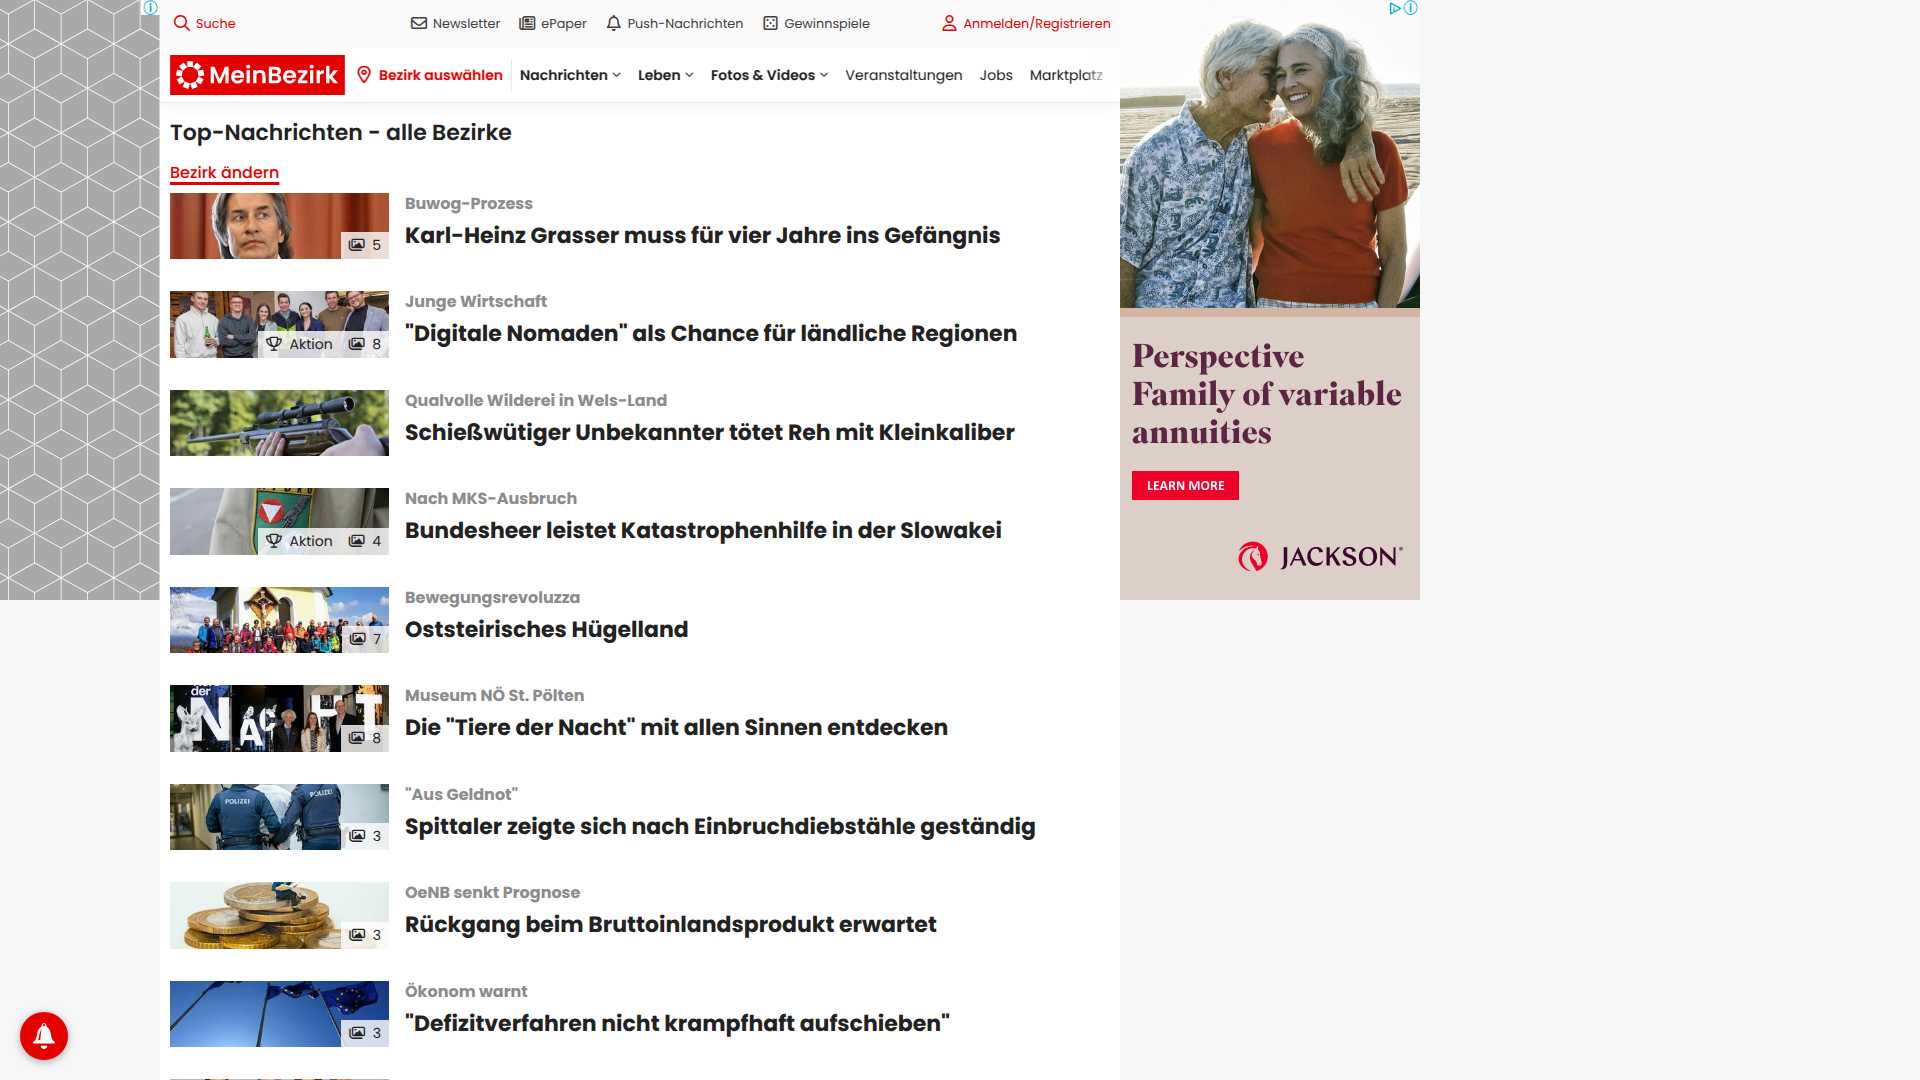 Suche
Newsletter
ePaper
Push-Nachrichten
Gewinnspiele
Anmelden/Registrieren
MeinBezirk
Bezirk auswählen
Nachrichten
Leben
Fotos & Videos
Veranstaltungen
Jobs
Marktplatz
Top-Nachrichten - alle Bezirke
Bezirk ändern
5
Buwog-Prozess
Karl-Heinz Grasser muss für vier Jahre ins Gefängnis
Aktion 8
Junge Wirtschaft
"Digitale Nomaden" als Chance für ländliche Regionen
Qualvolle Wilderei in Wels-Land
Schießwütiger Unbekannter tötet Reh mit Kleinkaliber
Aktion 4
Nach MKS-Ausbruch
Bundesheer leistet Katastrophenhilfe in der Slowakei
7
Bewegungsrevoluzza
Oststeirisches Hügelland
der
NACHT
8
Museum NÖ St. Pölten
Die "Tiere der Nacht" mit allen Sinnen entdecken
POLIZEI
POLIZEI
3
"Aus Geldnot"
Spittaler zeigte sich nach Einbruchdiebstähle geständig
3
OeNB senkt Prognose
Rückgang beim Bruttoinlandsprodukt erwartet
3
Ökonom warnt
"Defizitverfahren nicht krampfhaft aufschieben"
Perspective
Family of variable
annuities
LEARN MORE
JACKSON®